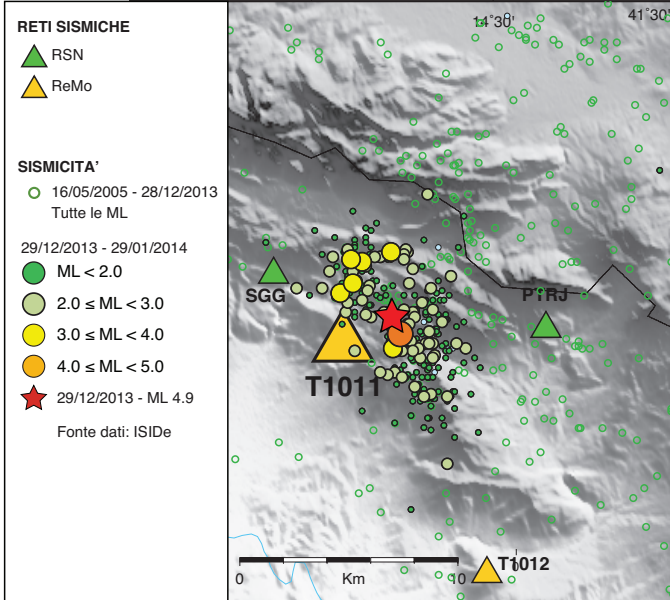 RETI SISMICHE
RSN
ReMo
SISMICITA'
16/05/2005 - 28/12/2013
Tutte le ML
29/12/2013 - 29/01/2014
ML < 2.0
2.0 ≤ ML < 3.0
3.0 ≤ ML < 4.0
4.0 ≤ ML < 5.0
29/12/2013 - ML 4.9
Fonte dati: ISIDe
14˚30'
41˚30'
SGG
PTRJ
T1011
T1012
0
Km
10